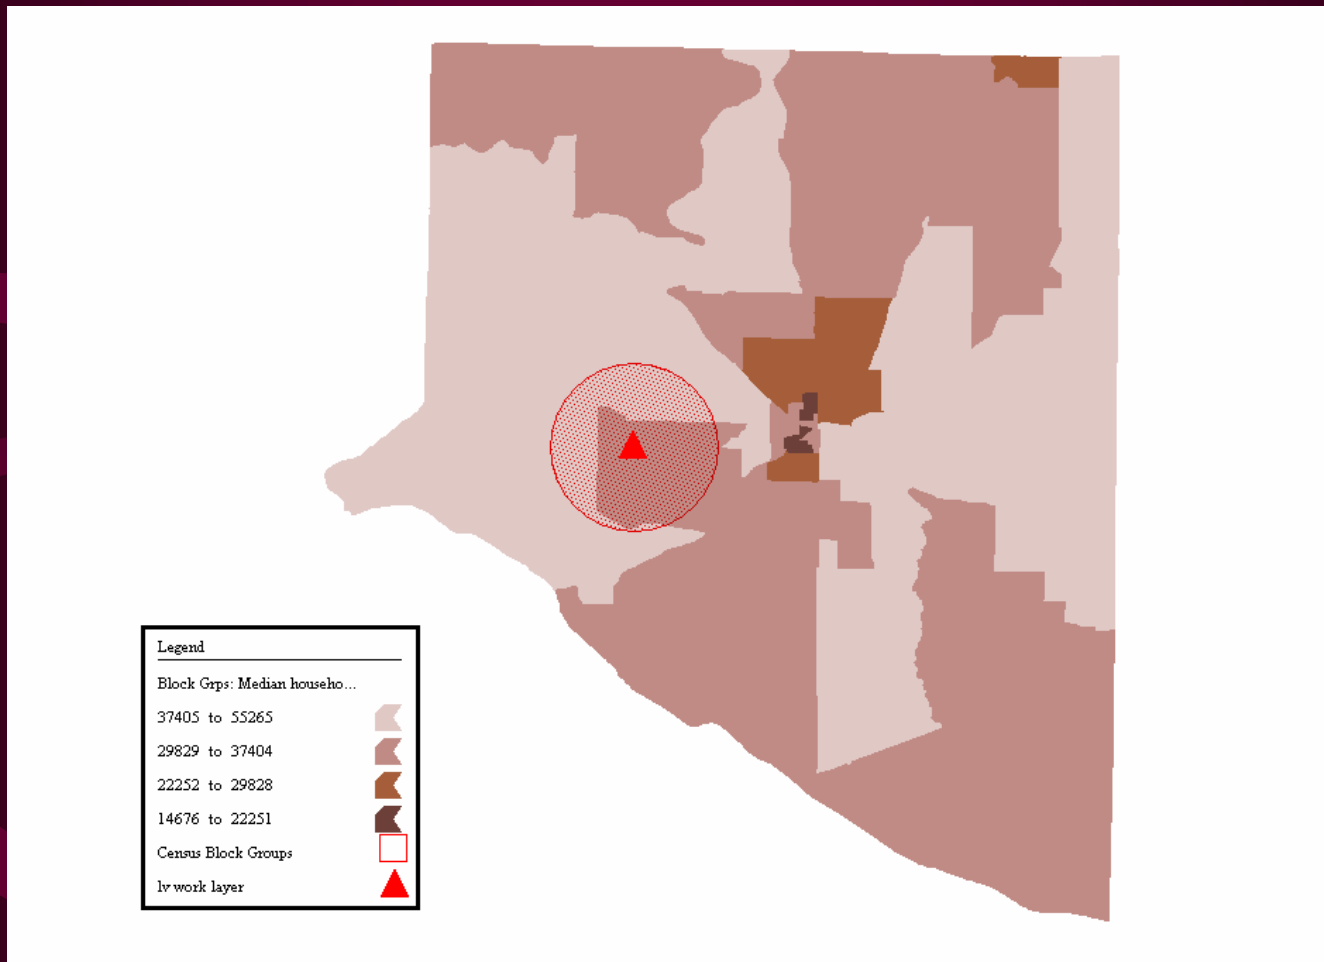 Legend
Block Grps: Median househo...
37405 to 55265
29829 to 37404
22252 to 29828
14676 to 22251
Census Block Groups
lv work layer